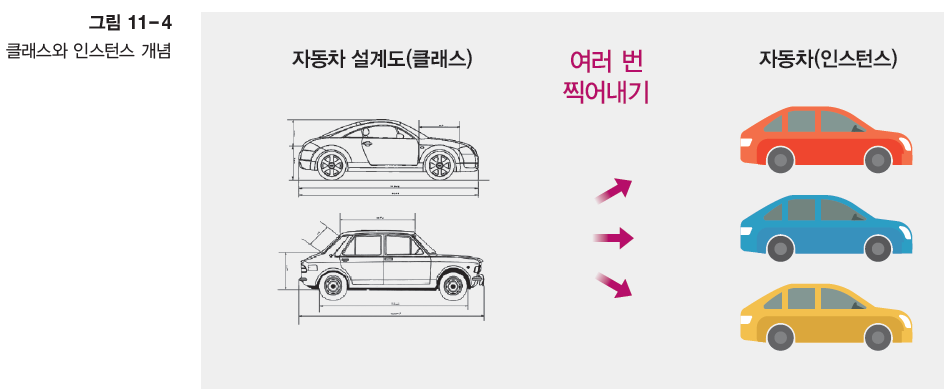 그림 11-4
클래스와 인스턴스 개념
자동차 설계도(클래스)
여러 번
찍어내기
자동차(인스턴스)